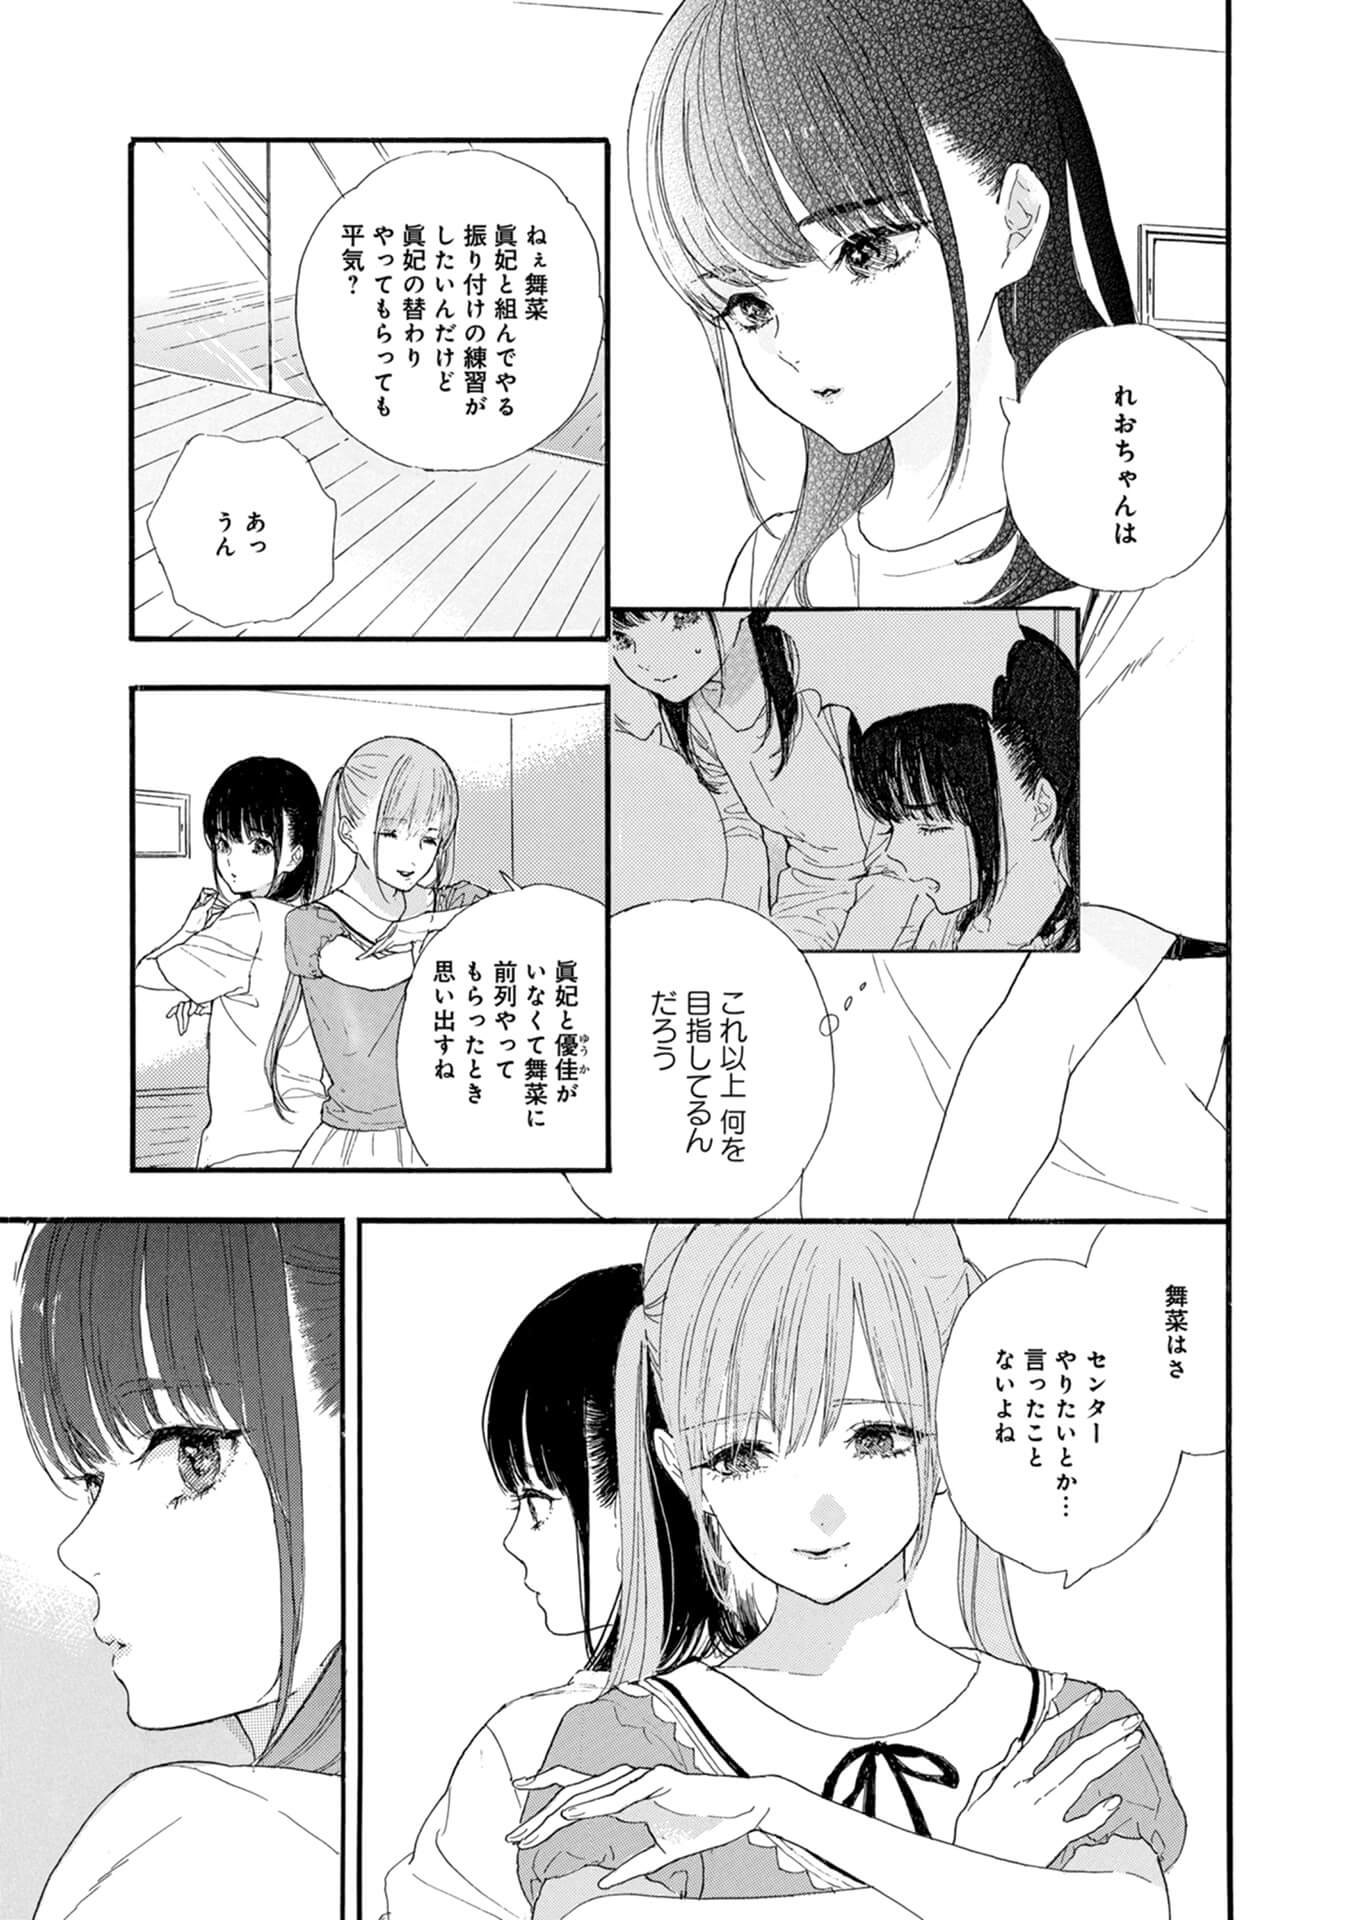 れおちゃんは
これ以上 何を
目指してるん
だろう
ねぇ舞菜
眞妃と組んでやる
振り付けの練習が
したいんだけど
眞妃の替わり
やってもらっても
平気?
あっ
うん
眞妃と優佳が
ゆうか
いなくて舞菜に
前列やって
もらったとき
思い出すね
舞菜はさ
センター
やりたいとか…
言ったこと
ないよね